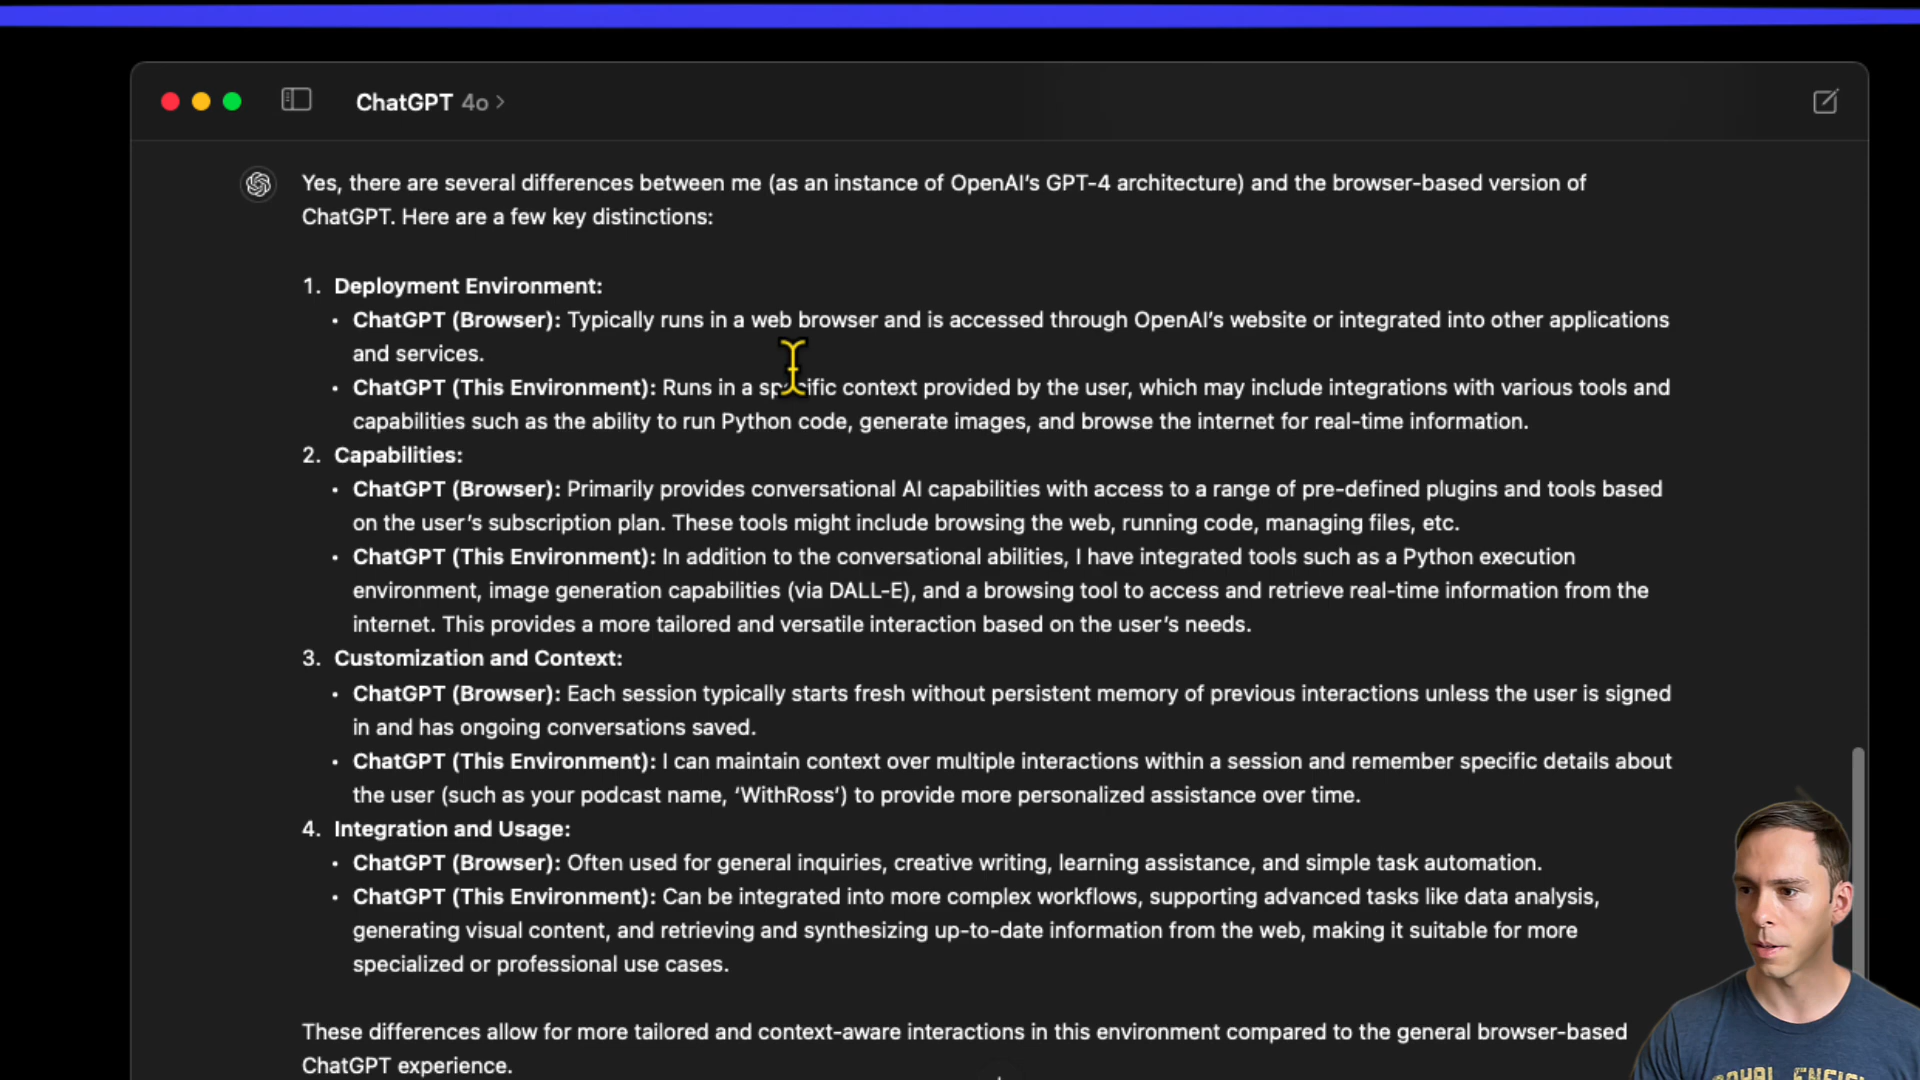 ChatGPT 4o >
Yes, there are several differences between me (as an instance of OpenAI's GPT-4 architecture) and the browser-based version of
ChatGPT. Here are a few key distinctions:
1. Deployment Environment:
• ChatGPT (Browser): Typically runs in a web browser and is accessed through OpenAI's website or integrated into other applications
and services.
• ChatGPT (This Environment): Runs in a specific context provided by the user, which may include integrations with various tools and
capabilities such as the ability to run Python code, generate images, and browse the internet for real-time information.
2. Capabilities:
• ChatGPT (Browser): Primarily provides conversational AI capabilities with access to a range of pre-defined plugins and tools based
on the user's subscription plan. These tools might include browsing the web, running code, managing files, etc.
• ChatGPT (This Environment): In addition to the conversational abilities, I have integrated tools such as a Python execution
environment, image generation capabilities (via DALL-E), and a browsing tool to access and retrieve real-time information from the
internet. This provides a more tailored and versatile interaction based on the user's needs.
3. Customization and Context:
• ChatGPT (Browser): Each session typically starts fresh without persistent memory of previous interactions unless the user is signed
in and has ongoing conversations saved.
• ChatGPT (This Environment): I can maintain context over multiple interactions within a session and remember specific details about
the user (such as your podcast name, 'WithRoss') to provide more personalized assistance over time.
4. Integration and Usage:
• ChatGPT (Browser): Often used for general inquiries, creative writing, learning assistance, and simple task automation.
• ChatGPT (This Environment): Can be integrated into more complex workflows, supporting advanced tasks like data analysis,
generating visual content, and retrieving and synthesizing up-to-date information from the web, making it suitable for more
specialized or professional use cases.
These differences allow for more tailored and context-aware interactions in this environment compared to the general browser-based
ChatGPT experience.